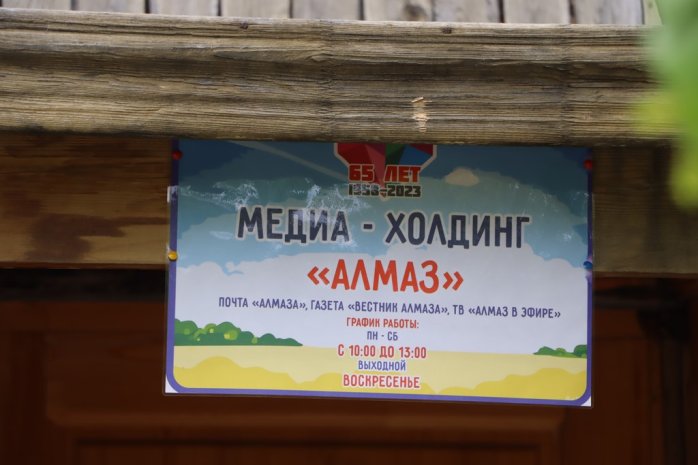 65 ЛЕТ
1958-2023
МЕДИА - ХОЛДИНГ
«АЛМАЗ»
ПОЧТА «АЛМАЗА», ГАЗЕТА «ВЕСТНИК АЛМАЗА», ТВ «АЛМАЗ В ЭФИРЕ»
ГРАФИК РАБОТЫ:
ПН - СБ
С 10:00 ДО 13:00
ВЫХОДНОЙ
ВОСКРЕСЕНЬЕ